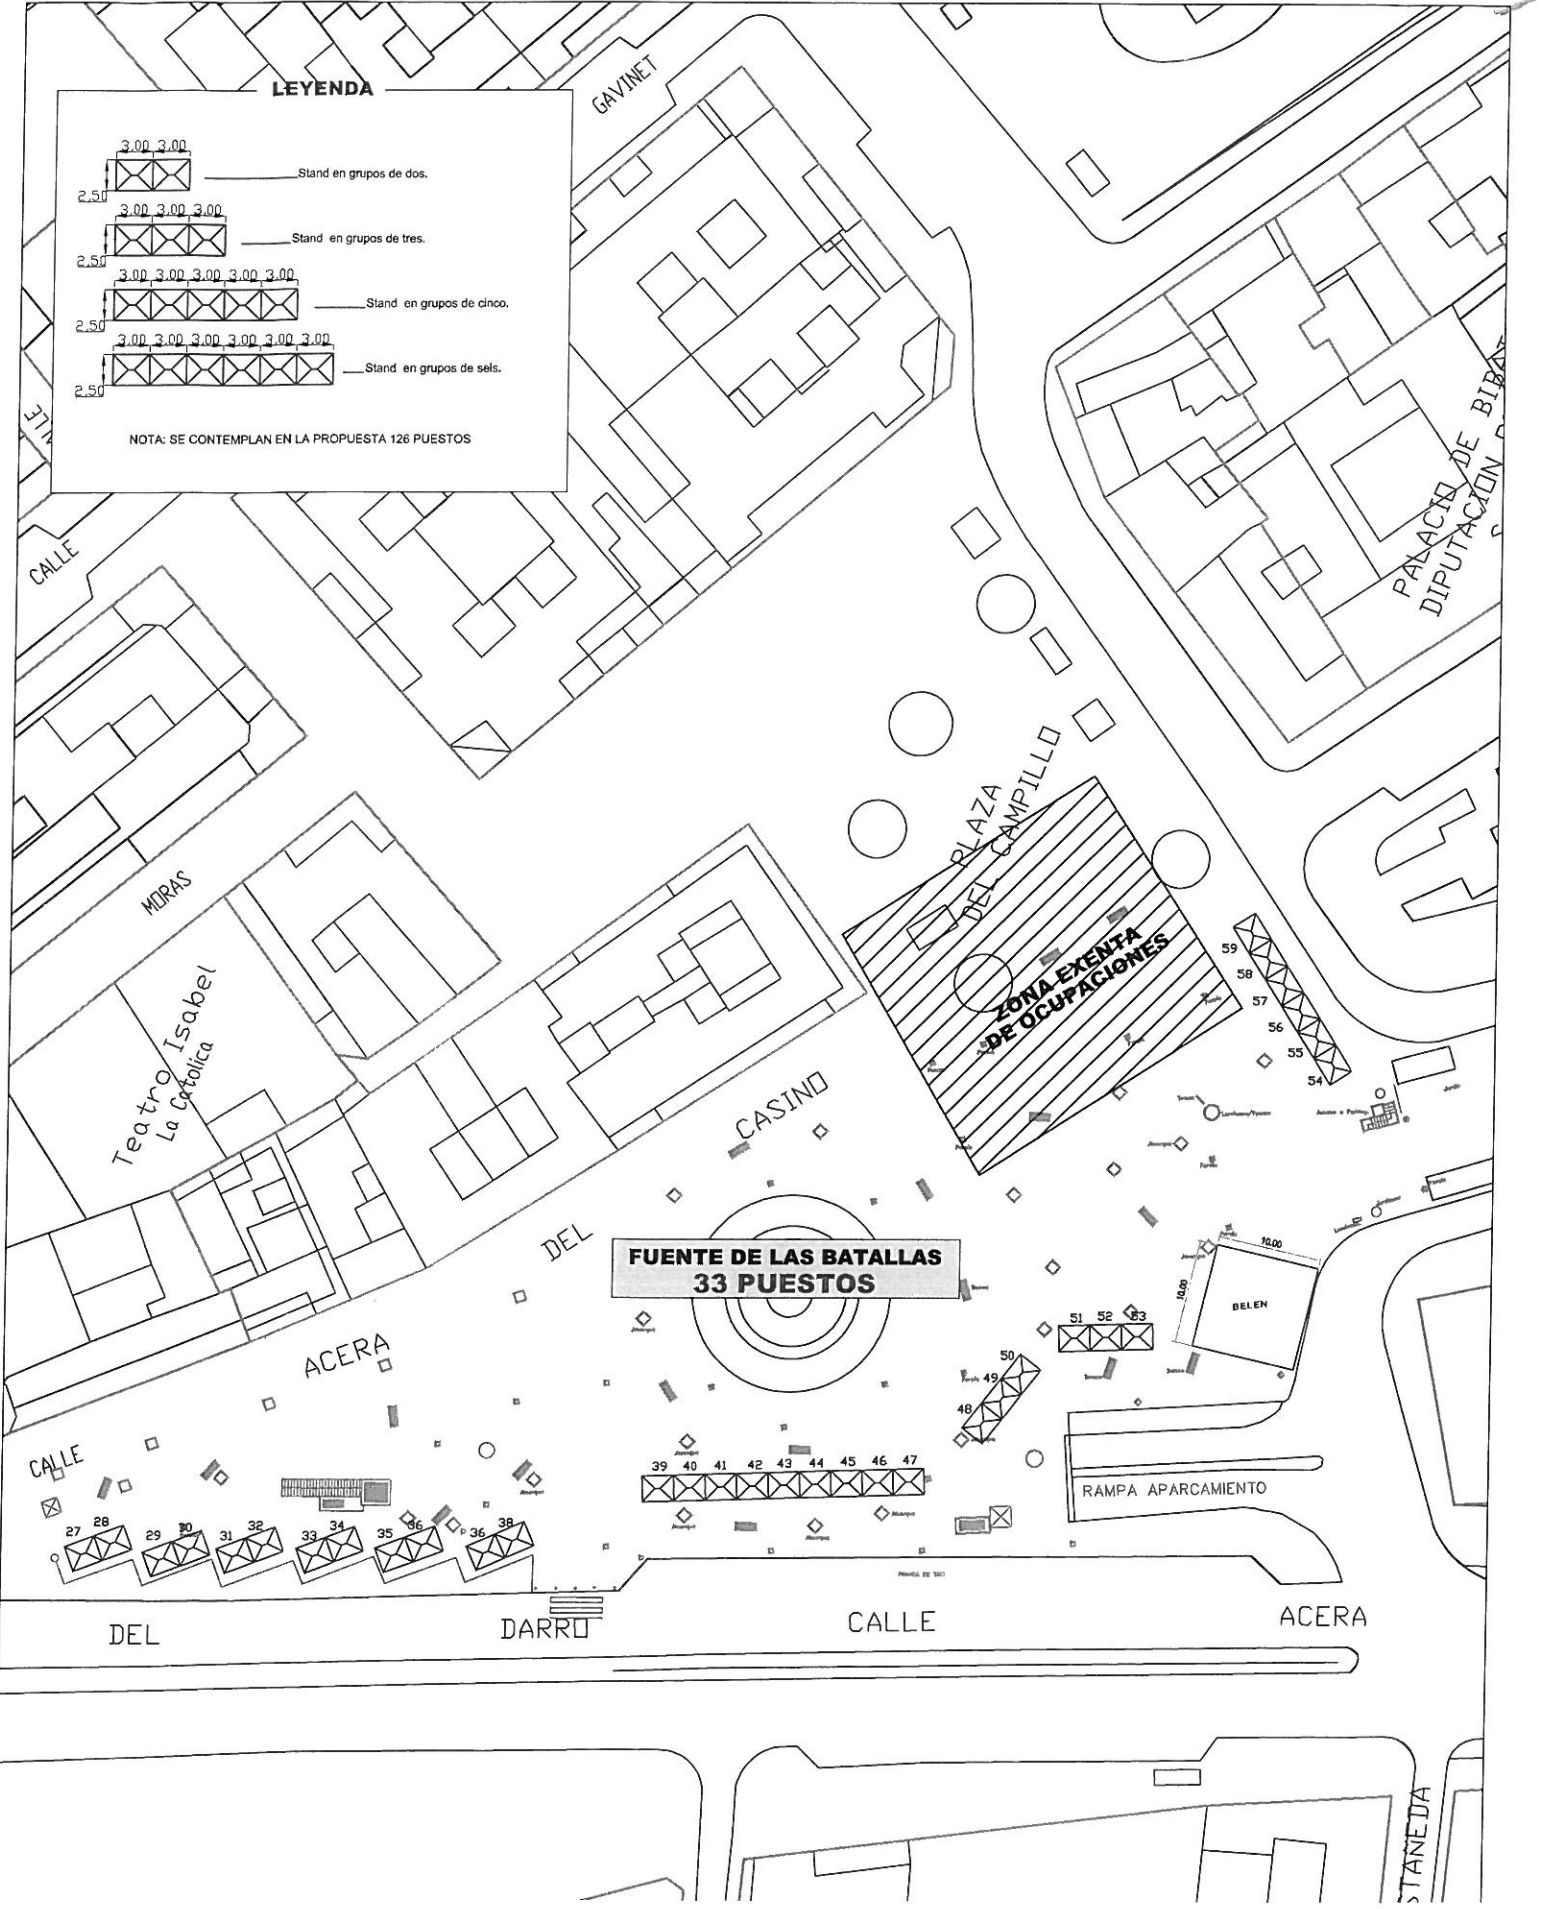 LEYENDA
3,00 3,00
2,50
Stand en grupos de dos.
3,00 3,00 3,00
2,50
Stand en grupos de tres.
3,00 3,00 3,00 3,00 3,00
2,50
Stand en grupos de cinco.
3,00 3,00 3,00 3,00 3,00 3,00
2,50
Stand en grupos de seis.
NOTA: SE CONTEMPLAN EN LA PROPUESTA 126 PUESTOS
GAVINET
CALLE
PALACIO DE
DIPUTACION
PLAZA
DEL CAMPILLO
MORAS
Teatro Isabel
La Catolica
ZONA EXENTA
DE OCUPACIONES
59
58
57
56
55
54
CASINO
DEL
ACERA
CALLE
FUENTE DE LAS BATALLAS
33 PUESTOS
10.00
10.00
BELEN
51 52 53
50
49
48
39 40 41 42 43 44 45 46 47
RAMPA APARCAMIENTO
27 28 29 30 31 32 33 34 35 36 36 38
DEL
DARRO
CALLE
ACERA